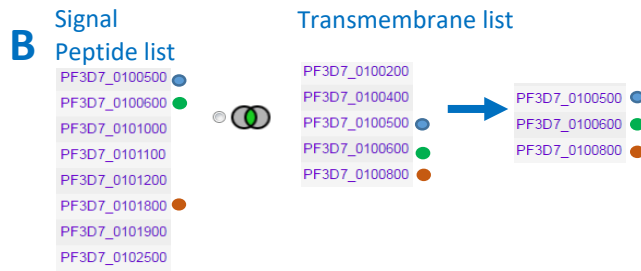 B
Signal
Peptide list
PF3D7_0100500
PF3D7_0100600
PF3D7_0101000
PF3D7_0101100
PF3D7_0101200
PF3D7_0101800
PF3D7_0101900
PF3D7_0102500
Transmembrane list
PF3D7_0100200
PF3D7_0100400
PF3D7_0100500
PF3D7_0100600
PF3D7_0100800
PF3D7_0100500
PF3D7_0100600
PF3D7_0100800